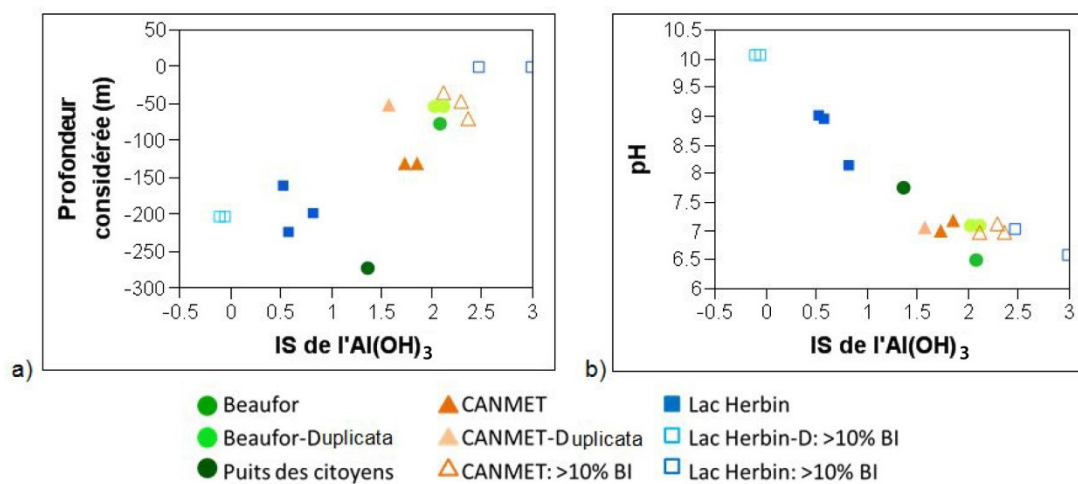 50
0
-50
-100
-150
-200
-250
-300
Profondeur
considérée (m)
-0.5 0 0.5 1 1.5 2 2.5 3
IS de l'Al(OH)3
a)
10.5
10
9.5
9
8.5
8
7.5
7
6.5
6
pH
-0.5 0 0.5 1 1.5 2 2.5 3
IS de l'Al(OH)3
b)
Beaufor
CANMET
Lac Herbin
Beaufor-Duplicata
CANMET-Duplicata
Lac Herbin-D: >10% BI
Puits des citoyens
CANMET: >10% BI
Lac Herbin: >10% BI